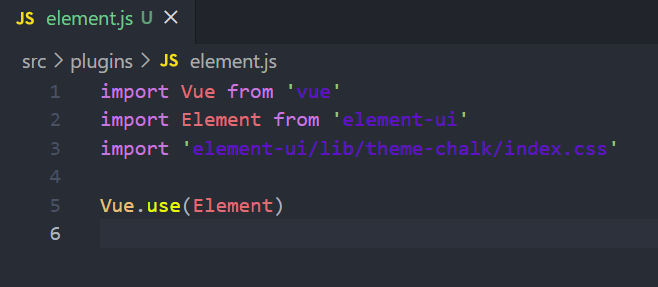 JS element.js U ×
src > plugins > JS element.js
1 import Vue from 'vue'
2 import Element from 'element-ui'
3 import 'element-ui/lib/theme-chalk/index.css'
4
5 Vue.use(Element)
6